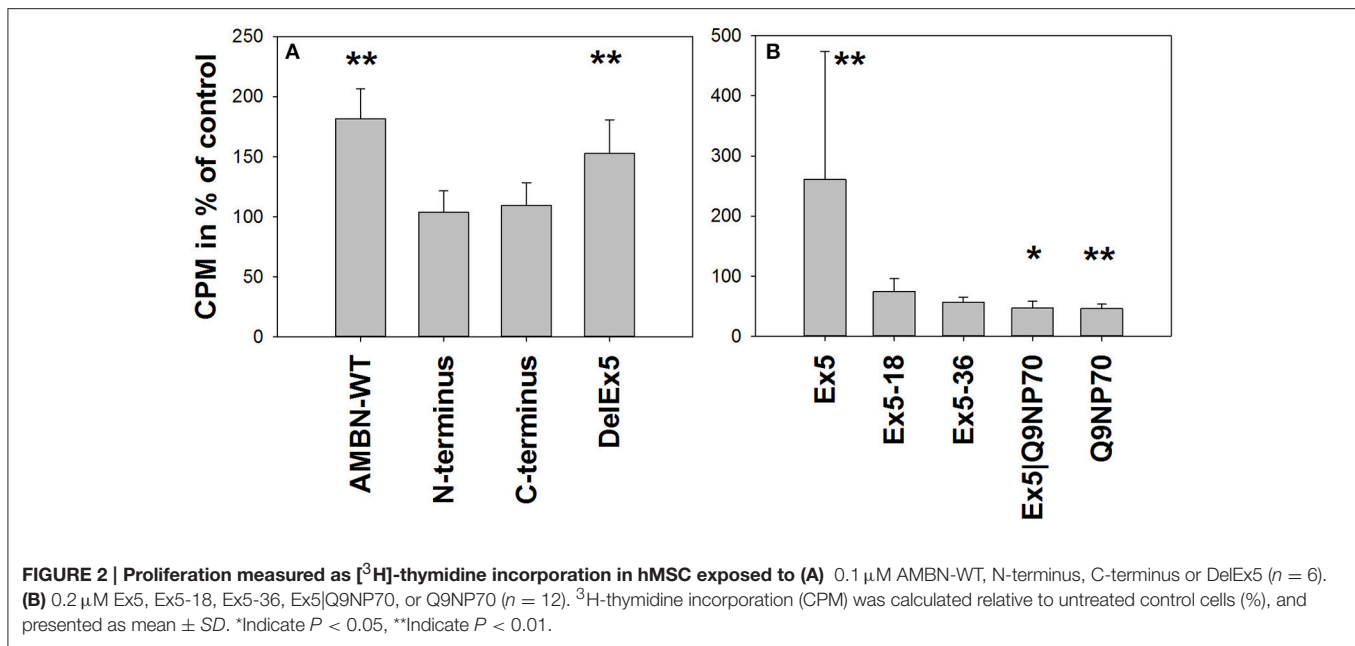 CPM in % of control
250
200
150
100
50
0
A
**
**
AMBN-WT
N-terminus
C-terminus
DelEx5
500
400
300
200
100
0
B
**
*
**
Ex5
Ex5-18
Ex5-36
Ex5|Q9NP70
Q9NP70
FIGURE 2 | Proliferation measured as [³H]-thymidine incorporation in hMSC exposed to (A) 0.1 μM AMBN-WT, N-terminus, C-terminus or DelEx5 (n = 6).
(B) 0.2 μM Ex5, Ex5-18, Ex5-36, Ex5|Q9NP70, or Q9NP70 (n = 12). ³H-thymidine incorporation (CPM) was calculated relative to untreated control cells (%), and
presented as mean ± SD. *Indicate P < 0.05, **Indicate P < 0.01.